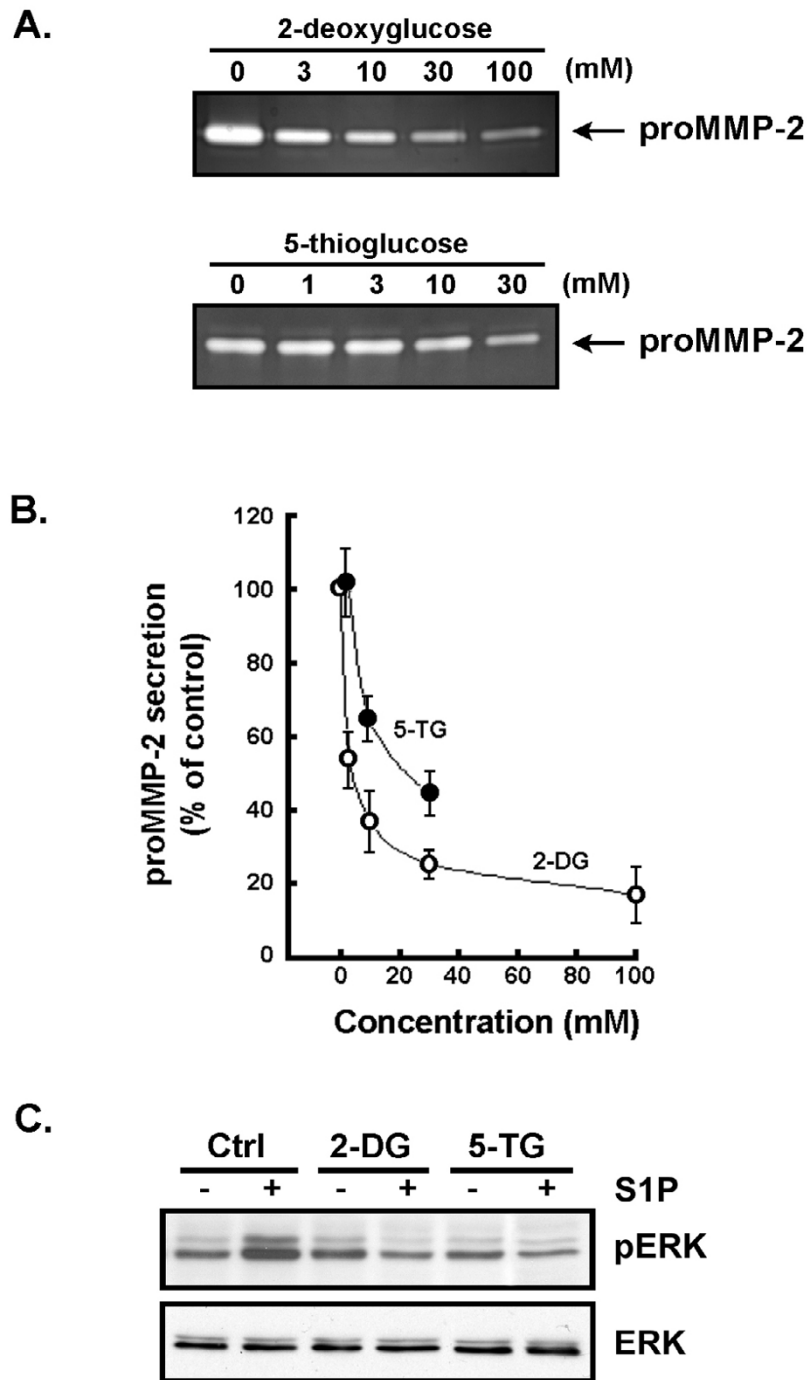 A.
2-deoxyglucose
0 3 10 30 100 (mM)
proMMP-2
5-thioglucose
0 1 3 10 30 (mM)
proMMP-2
B.
proMMP-2 secretion
(% of control)
120
100
80
60
40
20
0
5-TG
2-DG
0 20 40 60 80 100
Concentration (mM)
C.
Ctrl 2-DG 5-TG
- + - + - + S1P
pERK
ERK